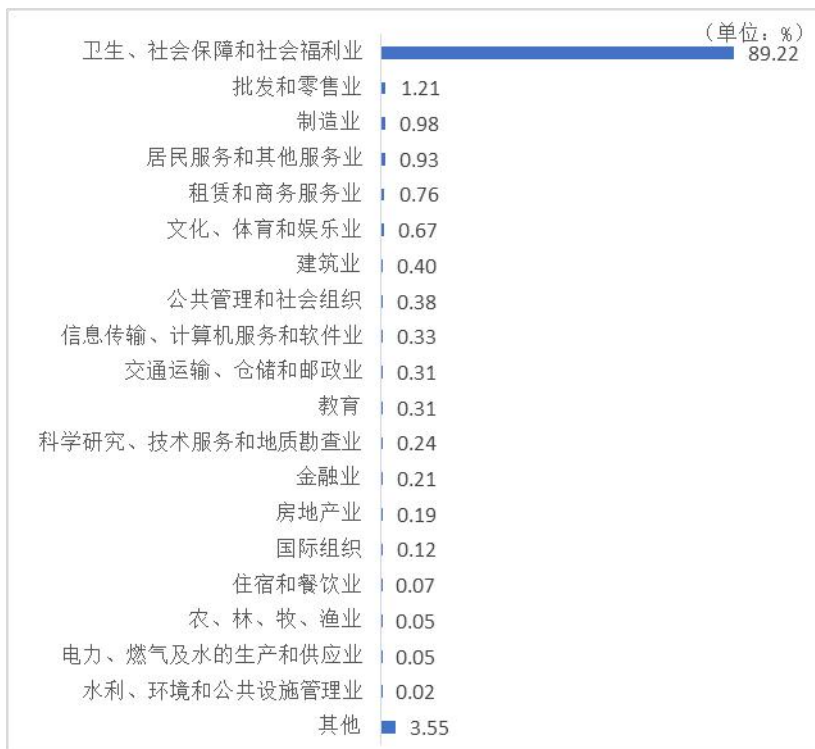 （单位：%）
卫生、社会保障和社会福利业 89.22
批发和零售业 1.21
制造业 0.98
居民服务和其他服务业 0.93
租赁和商务服务业 0.76
文化、体育和娱乐业 0.67
建筑业 0.40
公共管理和社会组织 0.38
信息传输、计算机服务和软件业 0.33
交通运输、仓储和邮政业 0.31
教育 0.31
科学研究、技术服务和地质勘查业 0.24
金融业 0.21
房地产业 0.19
国际组织 0.12
住宿和餐饮业 0.07
农、林、牧、渔业 0.05
电力、燃气及水的生产和供应业 0.05
水利、环境和公共设施管理业 0.02
其他 3.55